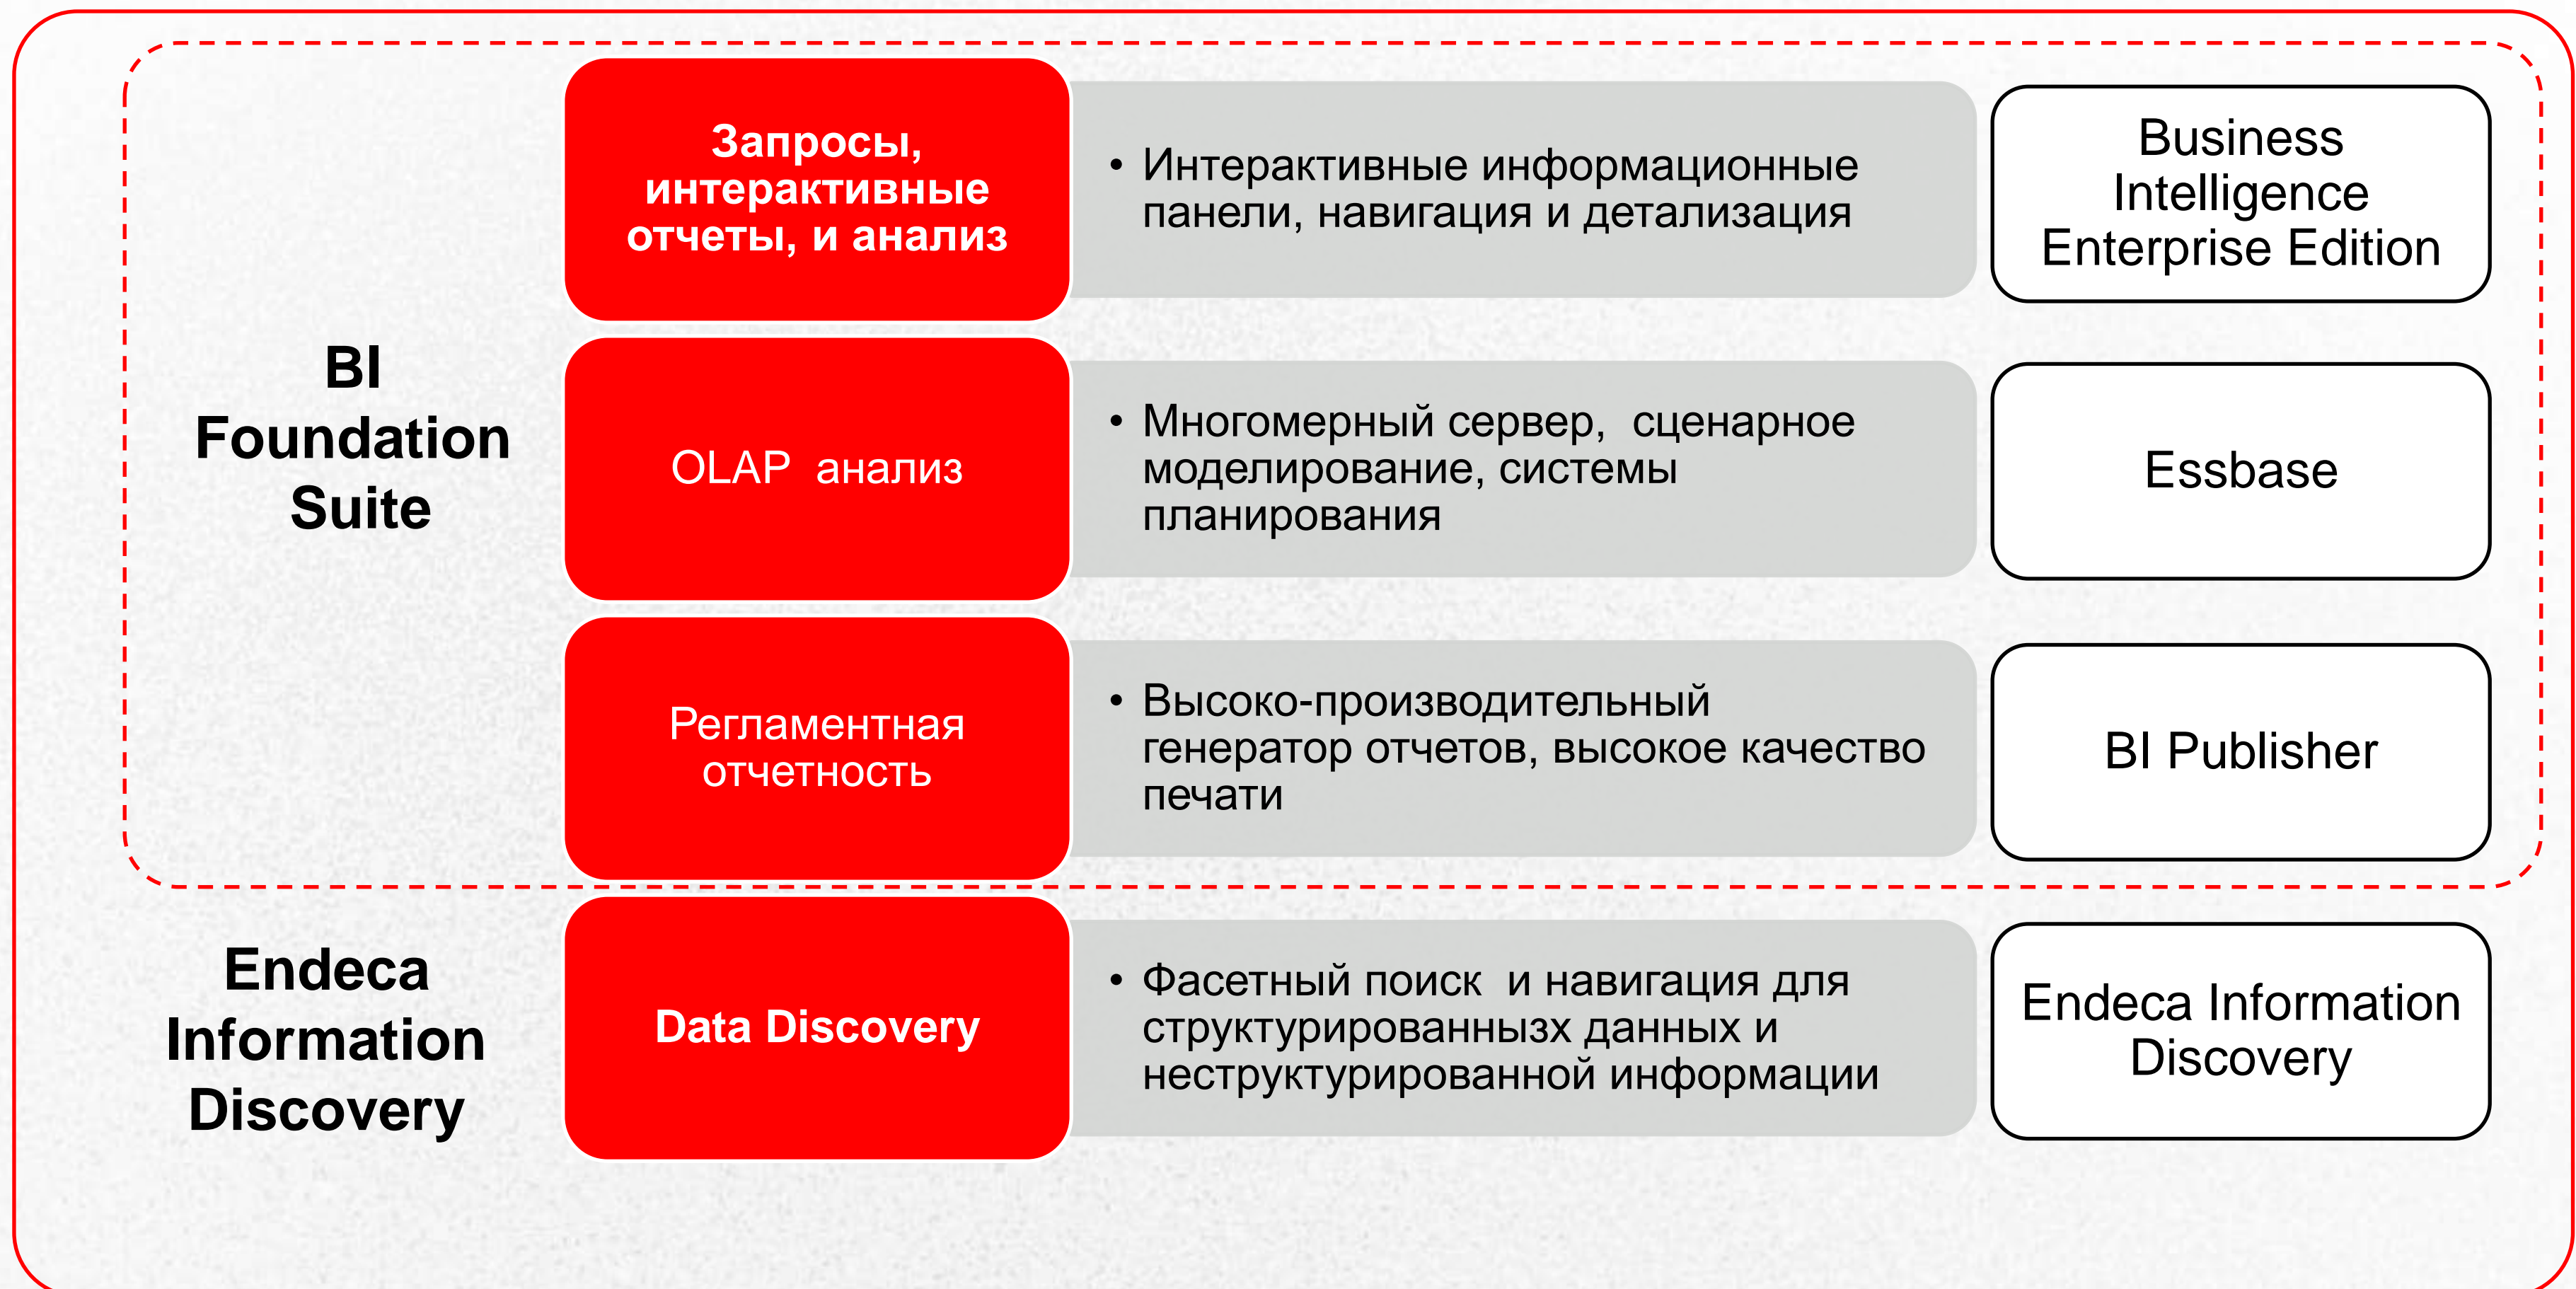 BI
Foundation
Suite
Запросы,
интерактивные
отчеты, и анализ
• Интерактивные информационные
панели, навигация и детализация
Business
Intelligence
Enterprise Edition
OLAP  анализ
• Многомерный сервер,  сценарное
моделирование, системы
планирования
Essbase
Регламентная
отчетность
• Высоко-производительный
генератор отчетов, высокое качество
печати
BI Publisher
Endeca
Information
Discovery
Data Discovery
• Фасетный поиск  и навигация для
структурированнызх данных и
неструктурированной информации
Endeca Information
Discovery